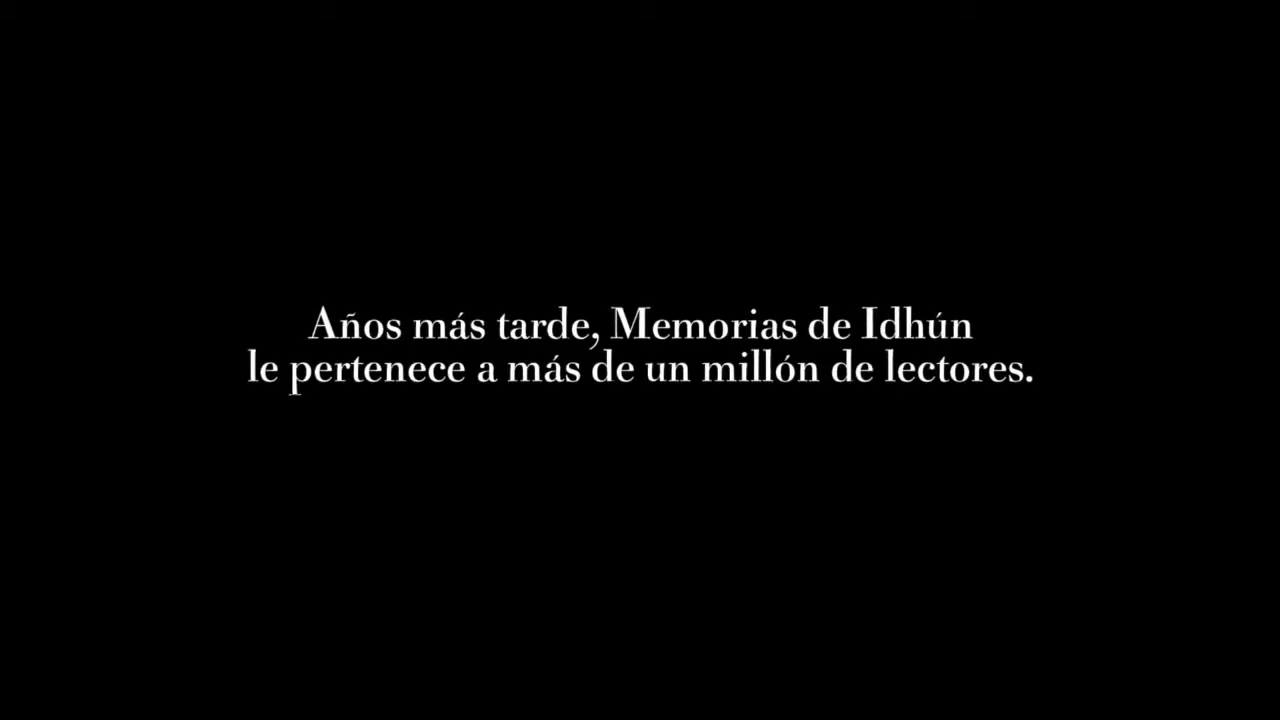 Años más tarde, Memorias de Idhún
le pertenece a más de un millón de lectores.